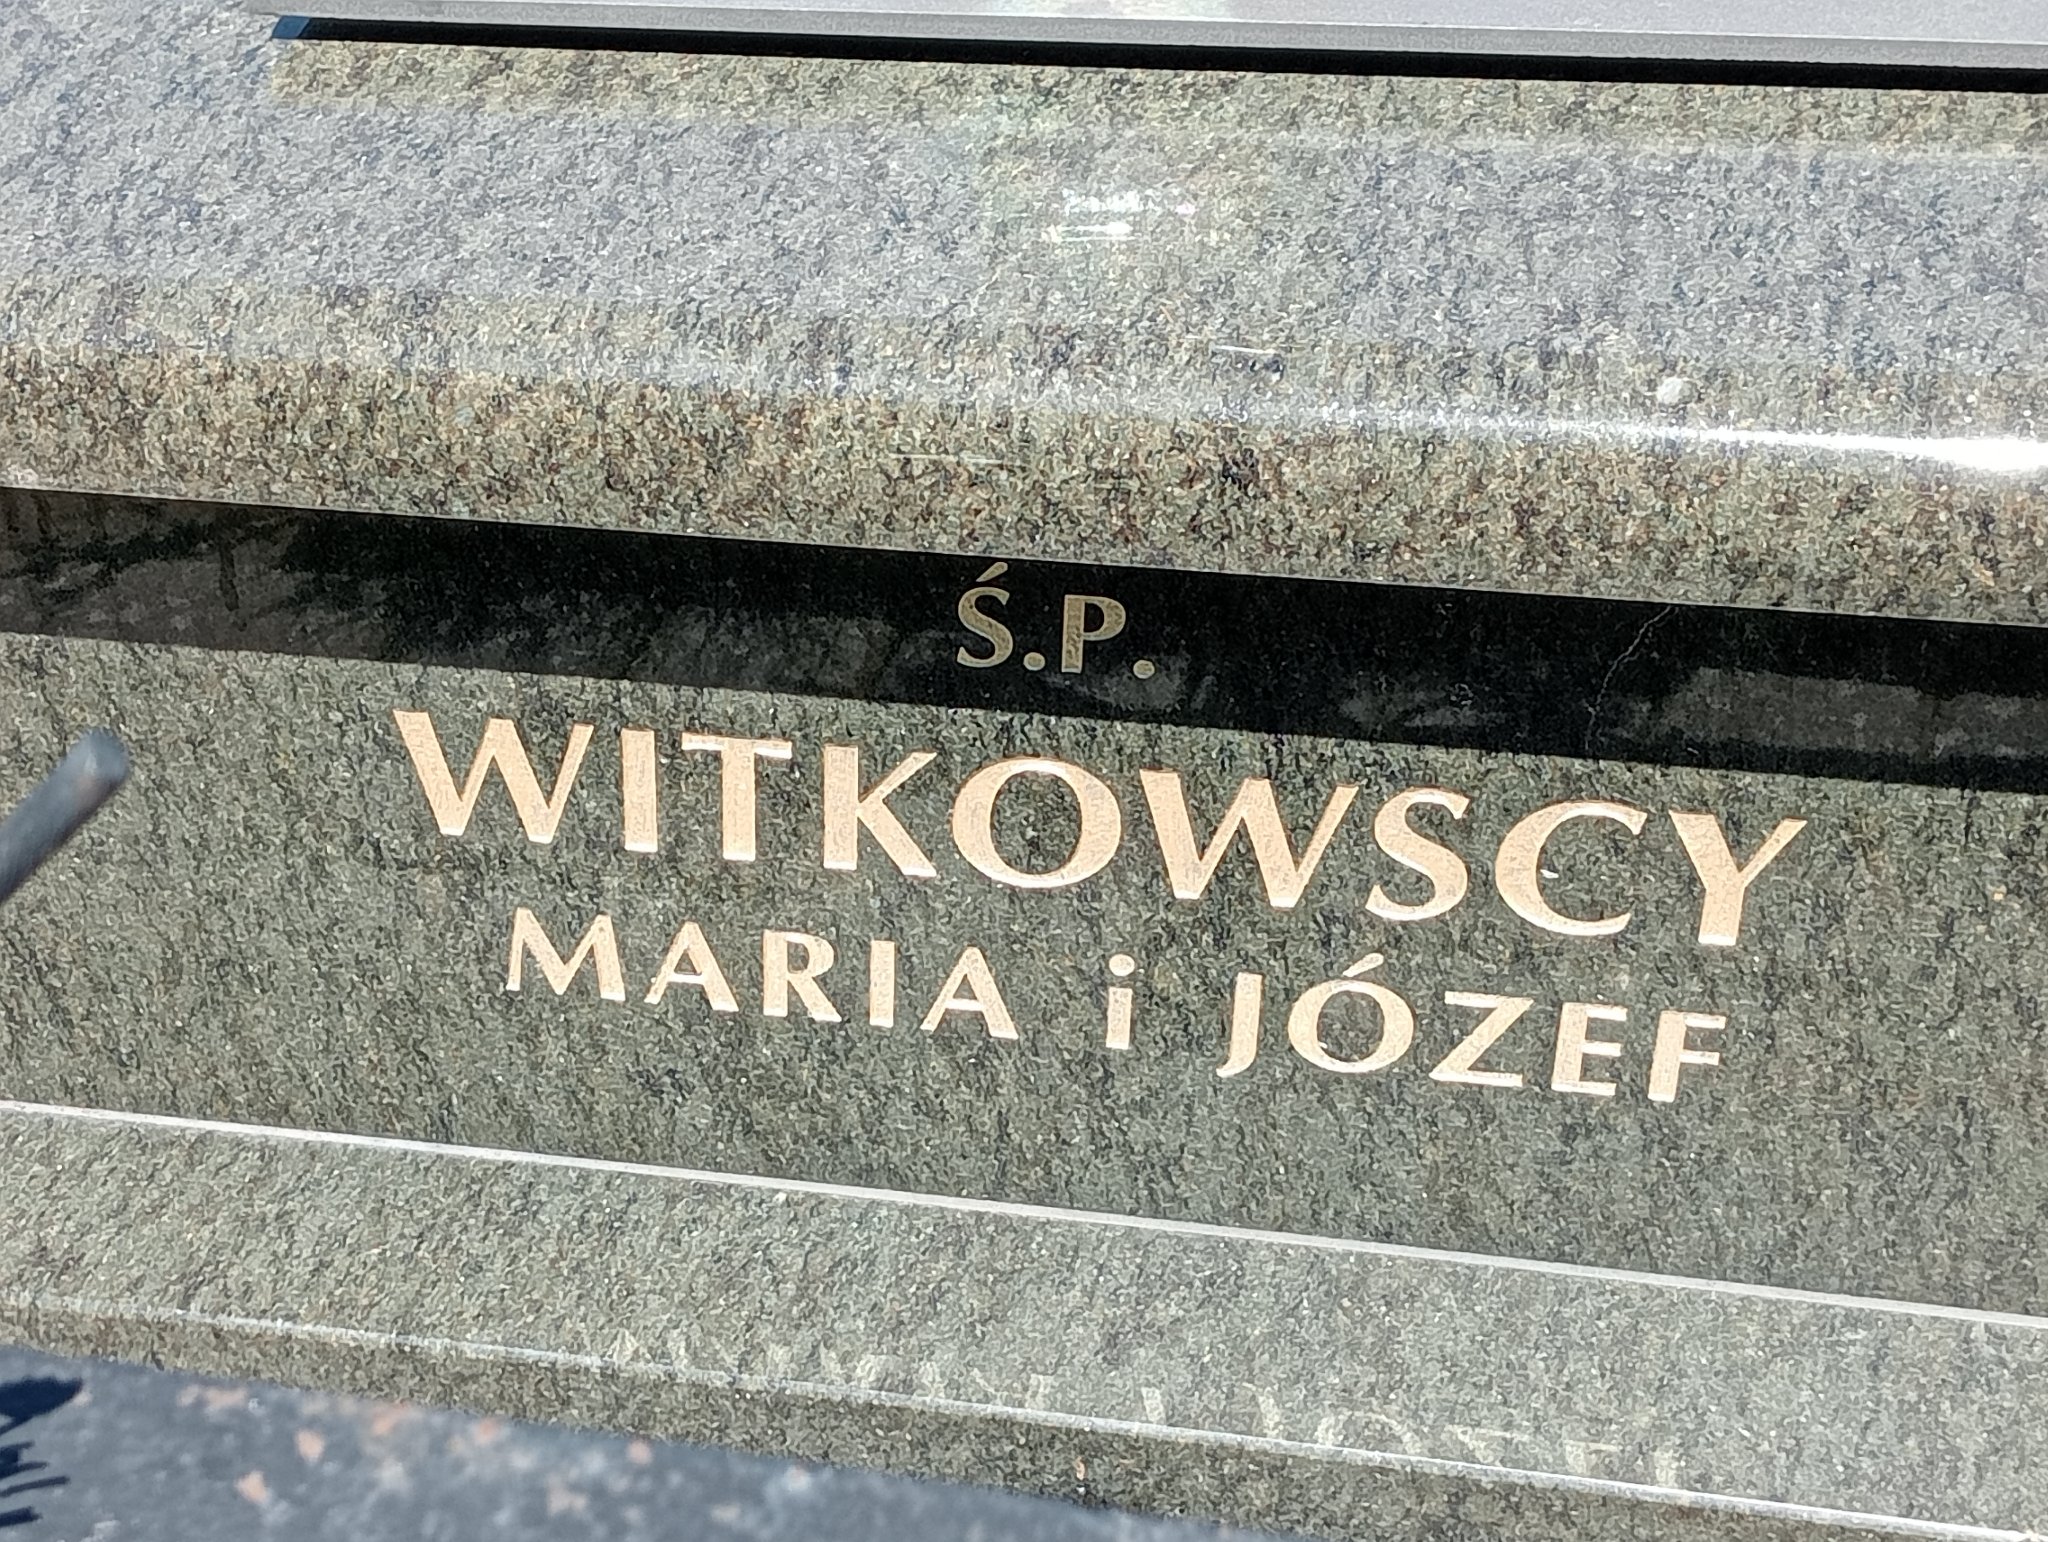 Ś.P.
WITKOWSCY
MARIA i JÓZEF